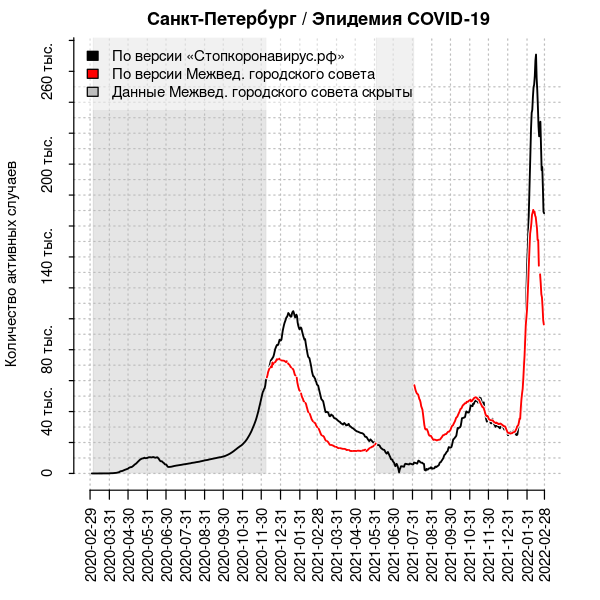 Санкт-Петербург / Эпидемия COVID-19
По версии «Стопкоронавирус.рф»
По версии Межвед. городского совета
Данные Межвед. городского совета скрыты
Количество активных случаев
260 тыс.
200 тыс.
140 тыс.
80 тыс.
40 тыс.
0
2020-02-29
2020-03-31
2020-04-30
2020-05-31
2020-06-30
2020-07-31
2020-08-31
2020-09-30
2020-10-31
2020-11-30
2020-12-31
2021-01-31
2021-02-28
2021-03-31
2021-04-30
2021-05-31
2021-06-30
2021-07-31
2021-08-31
2021-09-30
2021-10-31
2021-11-30
2021-12-31
2022-01-31
2022-02-28